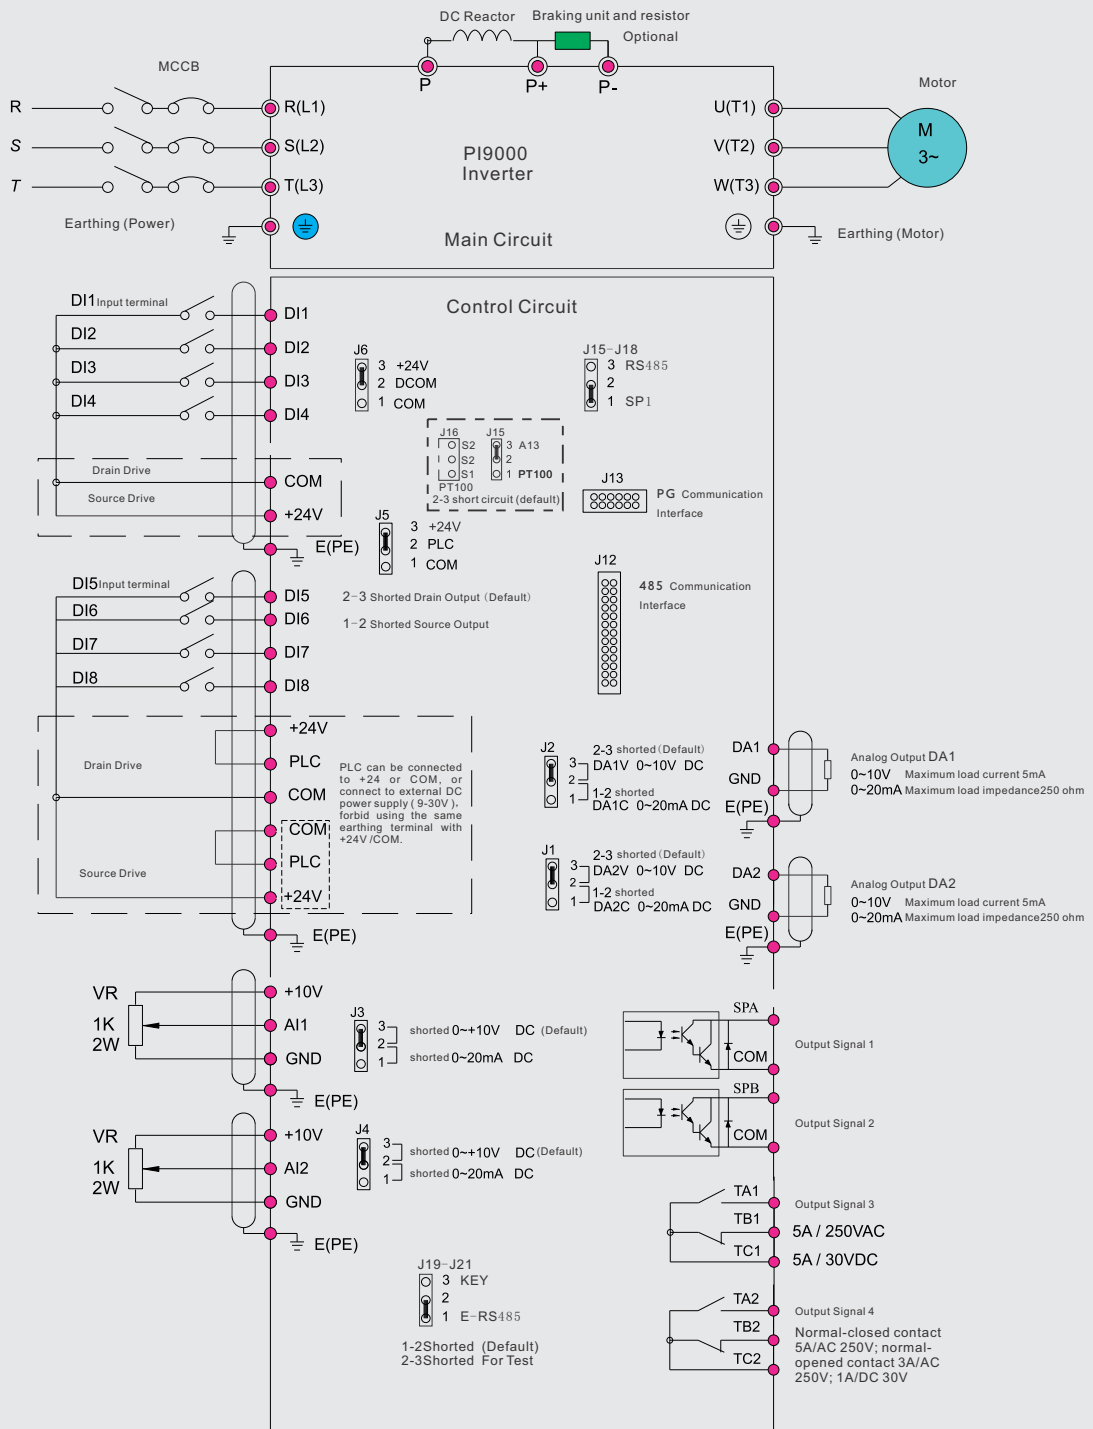 DC Reactor
Braking unit and resistor
Optional
MCCB
P
P+
P-
Motor
R
R(L1)
U(T1)
M
3~
S
S(L2)
V(T2)
PI9000
Inverter
T
T(L3)
W(T3)
Earthing (Power)
Main Circuit
Earthing (Motor)
Control Circuit
DI1 Input terminal
DI1
DI2
DI2
DI3
DI3
DI4
DI4
J6
3 +24V
2 DCOM
1 COM
J15-J18
3 RS485
2
1 SP1
J16
S2
S2
S1
PT100
J15
3 A13
2
1 PT100
2-3 short circuit (default)
J13
PG Communication
Interface
Drain Drive
COM
Source Drive
+24V
E(PE)
J5
3 +24V
2 PLC
1 COM
J12
485 Communication
Interface
DI5 Input terminal
DI5
DI6
DI6
DI7
DI7
DI8
DI8
2-3 Shorted Drain Output (Default)
1-2 Shorted Source Output
+24V
Drain Drive
PLC
COM
COM
PLC
Source Drive
+24V
E(PE)
PLC can be connected
to +24 or COM, or
connect to external DC
power supply ( 9-30V ),
forbid using the same
earthing terminal with
+24V /COM.
J2
3
2
1
2-3 shorted (Default)
DA1V 0~10V DC
1-2 shorted
DA1C 0~20mA DC
DA1
GND
E(PE)
Analog Output DA1
0~10V Maximum load current 5mA
0~20mA Maximum load impedance250 ohm
J1
3
2
1
2-3 shorted (Default)
DA2V 0~10V DC
1-2 shorted
DA2C 0~20mA DC
DA2
GND
E(PE)
Analog Output DA2
0~10V Maximum load current 5mA
0~20mA Maximum load impedance250 ohm
VR
1K
2W
+10V
AI1
GND
E(PE)
J3
3
2
1
shorted 0~+10V DC (Default)
shorted 0~20mA DC
SPA
COM
Output Signal 1
SPB
COM
Output Signal 2
VR
1K
2W
+10V
AI2
GND
E(PE)
J4
3
2
1
shorted 0~+10V DC (Default)
shorted 0~20mA DC
TA1
TB1
TC1
Output Signal 3
5A / 250VAC
5A / 30VDC
J19-J21
3 KEY
2
1 E-RS485
1-2Shorted (Default)
2-3Shorted For Test
TA2
TB2
TC2
Output Signal 4
Normal-closed contact
5A/AC 250V; normal-
opened contact 3A/AC
250V; 1A/DC 30V